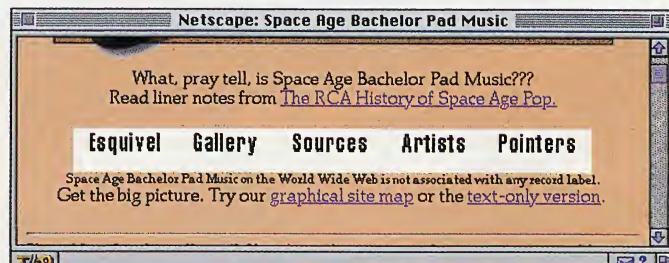 Netscape: Space Age Bachelor Pad Music
What, pray tell, is Space Age Bachelor Pad Music???
Read liner notes from The RCA History of Space Age Pop.
Esquivel Gallery Sources Artists Pointers
Space Age Bachelor Pad Music on the World Wide Web is not associated with any record label.
Get the big picture. Try our graphical site map or the text-only version.